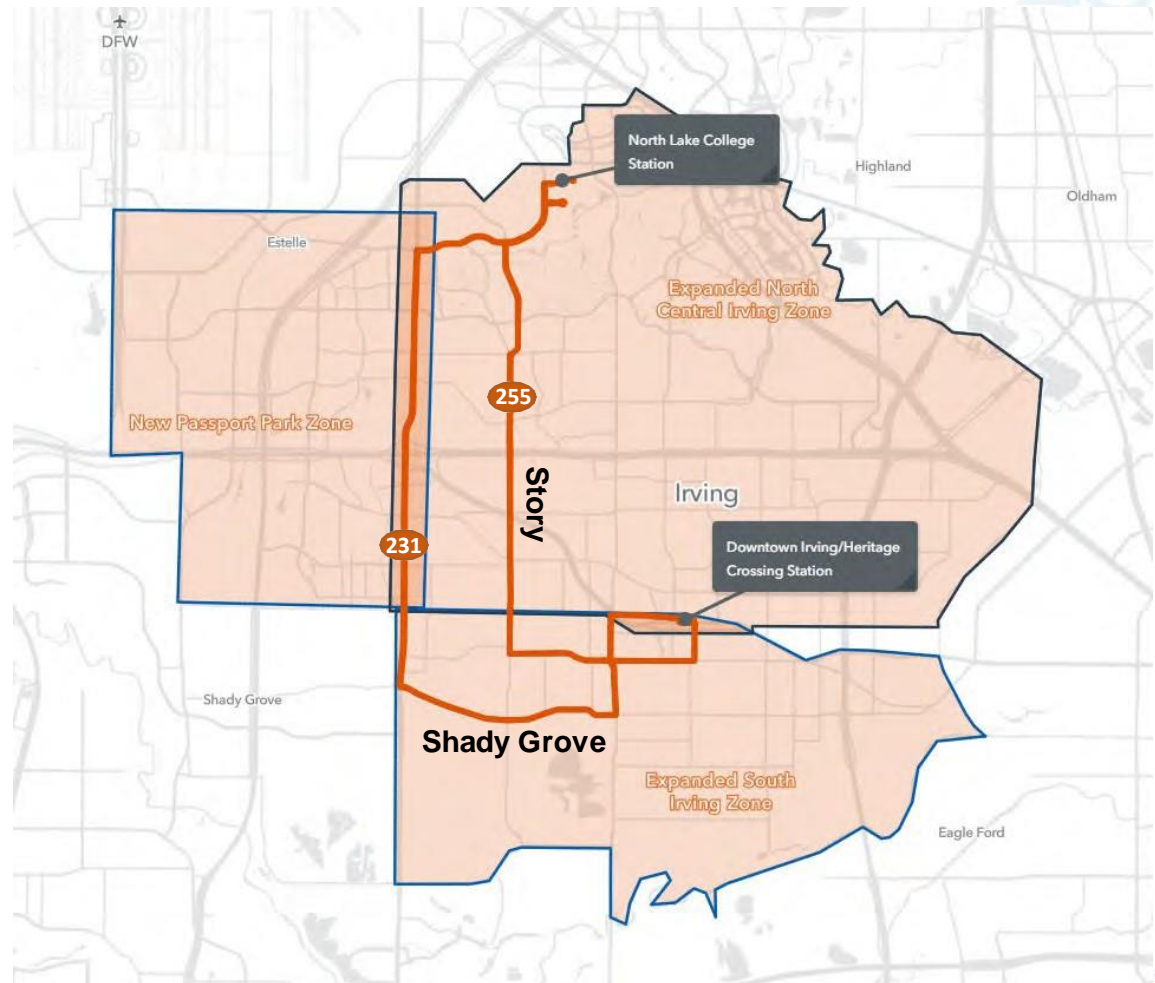 DFW
North Lake College
Station
Highland
Oldham
Estelle
Expanded North
Central Irving Zone
255
New Passport Park Zone
Story
Irving
231
Downtown Irving/Heritage
Crossing Station
Shady Grove
Shady Grove
Expanded South
Irving Zone
Eagle Ford